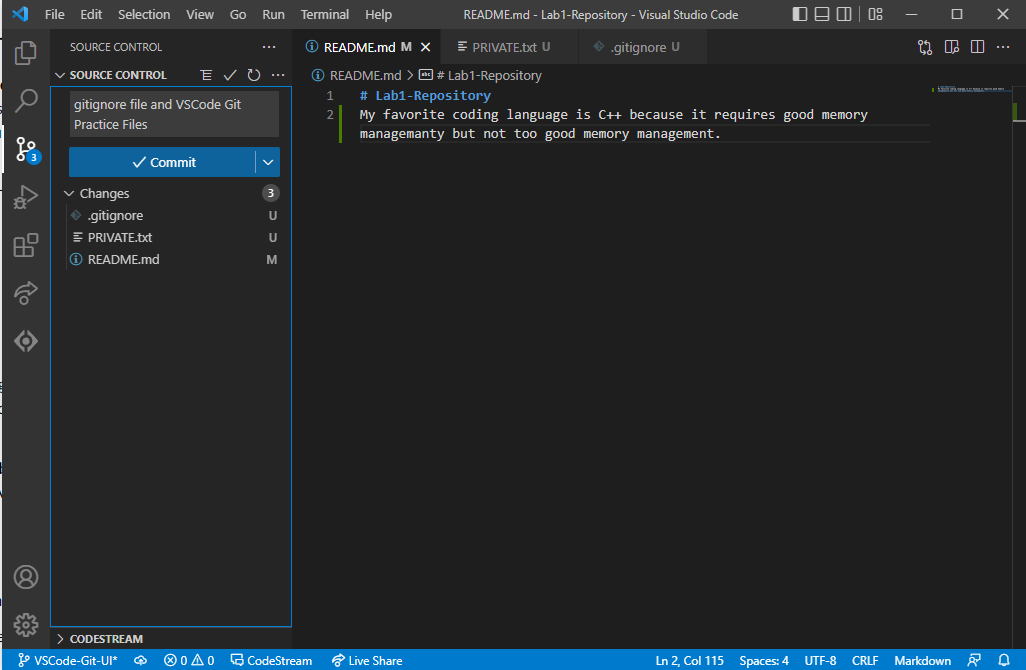 File Edit Selection View Go Run Terminal Help README.md - Lab1-Repository - Visual Studio Code
SOURCE CONTROL
SOURCE CONTROL
gitignore file and VSCode Git
Practice Files
Commit
Changes 3
.gitignore U
PRIVATE.txt U
README.md M
CODESTREAM
3
README.md M PRIVATE.txt U .gitignore U
README.md > abc # Lab1-Repository
1 # Lab1-Repository
2 My favorite coding language is C++ because it requires good memory
managemanty but not too good memory management.
VSCode-Git-UI* 0 0 CodeStream Live Share Ln 2, Col 115 Spaces: 4 UTF-8 CRLF Markdown